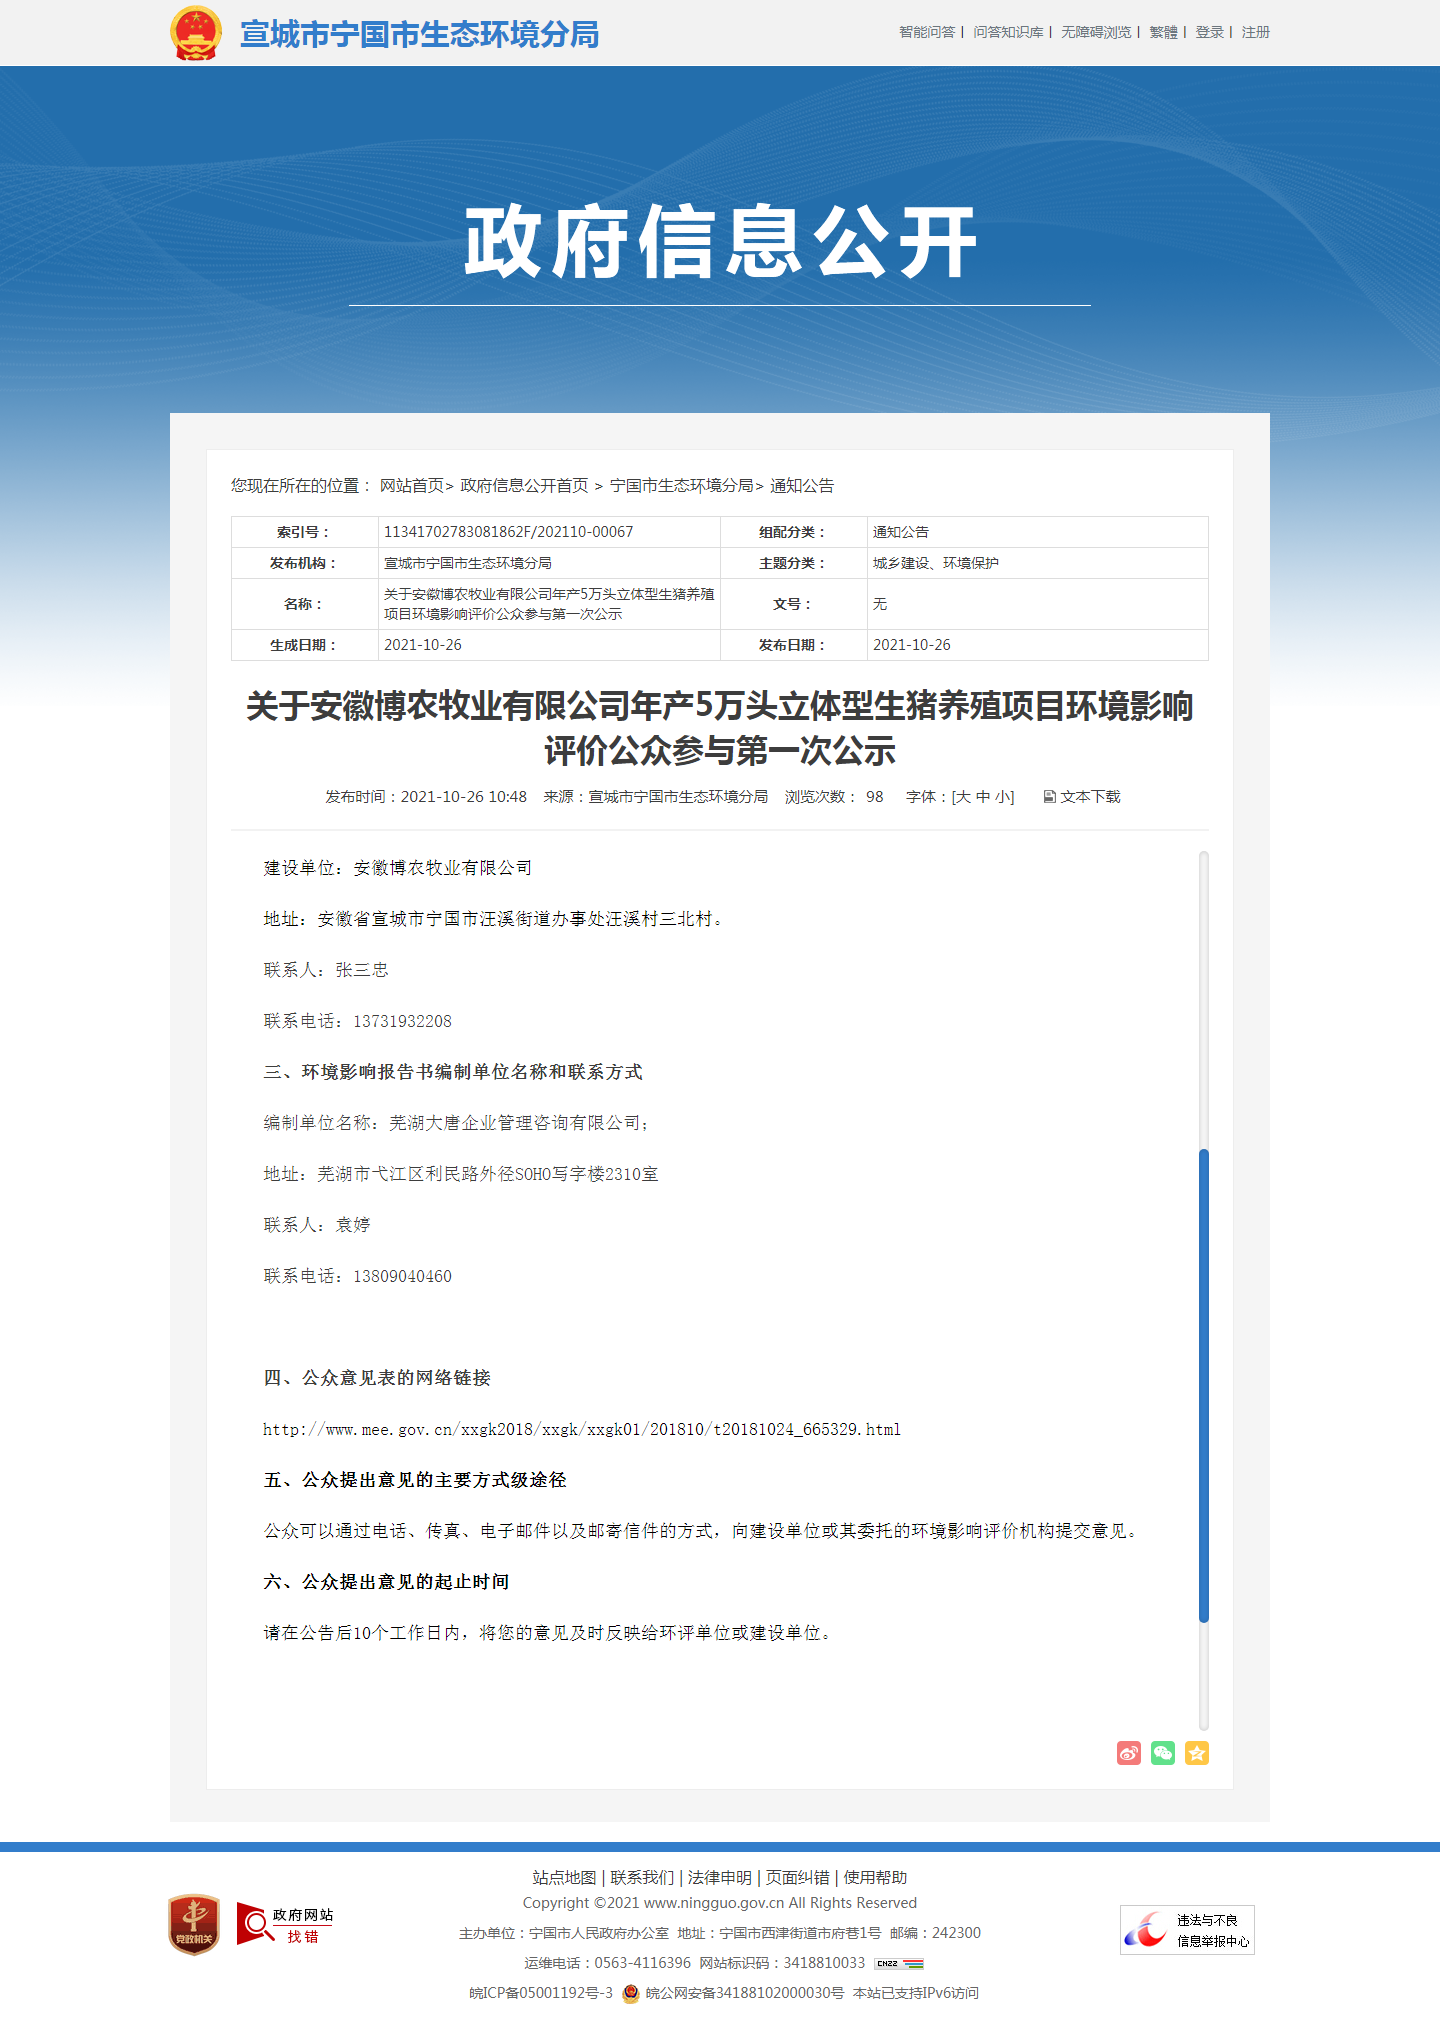 宣城市宁国市生态环境分局
智能问答 | 问答知识库 | 无障碍浏览 | 繁體 | 登录 | 注册
政府信息公开
您现在所在的位置： 网站首页> 政府信息公开首页 > 宁国市生态环境分局> 通知公告
索引号： 11341702783081862F/202110-00067 组配分类： 通知公告
发布机构： 宣城市宁国市生态环境分局 主题分类： 城乡建设、环境保护
名称： 关于安徽博农牧业有限公司年产5万头立体型生猪养殖 文号： 无
项目环境影响评价公众参与第一次公示
生成日期： 2021-10-26 发布日期： 2021-10-26
关于安徽博农牧业有限公司年产5万头立体型生猪养殖项目环境影响
评价公众参与第一次公示
发布时间：2021-10-26 10:48 来源：宣城市宁国市生态环境分局 浏览次数： 98 字体：[大 中 小] 文本下载
建设单位：安徽博农牧业有限公司
地址：安徽省宣城市宁国市汪溪街道办事处汪溪村三北村。
联系人：张三忠
联系电话：13731932208
三、环境影响报告书编制单位名称和联系方式
编制单位名称：芜湖大唐企业管理咨询有限公司；
地址：芜湖市弋江区利民路外径SOHO写字楼2310室
联系人：袁婷
联系电话：13809040460
四、公众意见表的网络链接
http://www.mee.gov.cn/xxgk2018/xxgk/xxgk01/201810/t20181024_665329.html
五、公众提出意见的主要方式级途径
公众可以通过电话、传真、电子邮件以及邮寄信件的方式，向建设单位或其委托的环境影响评价机构提交意见。
六、公众提出意见的起止时间
请在公告后10个工作日内，将您的意见及时反映给环评单位或建设单位。
站点地图 | 联系我们 | 法律申明 | 页面纠错 | 使用帮助
Copyright ©2021 www.ningguo.gov.cn All Rights Reserved
主办单位：宁国市人民政府办公室 地址：宁国市西津街道市府巷1号 邮编：242300
运维电话：0563-4116396 网站标识码：3418810033 CNZZ
皖ICP备05001192号-3 皖公网安备34188102000030号 本站已支持IPv6访问
党政机关
政府网站
找错
违法与不良
信息举报中心